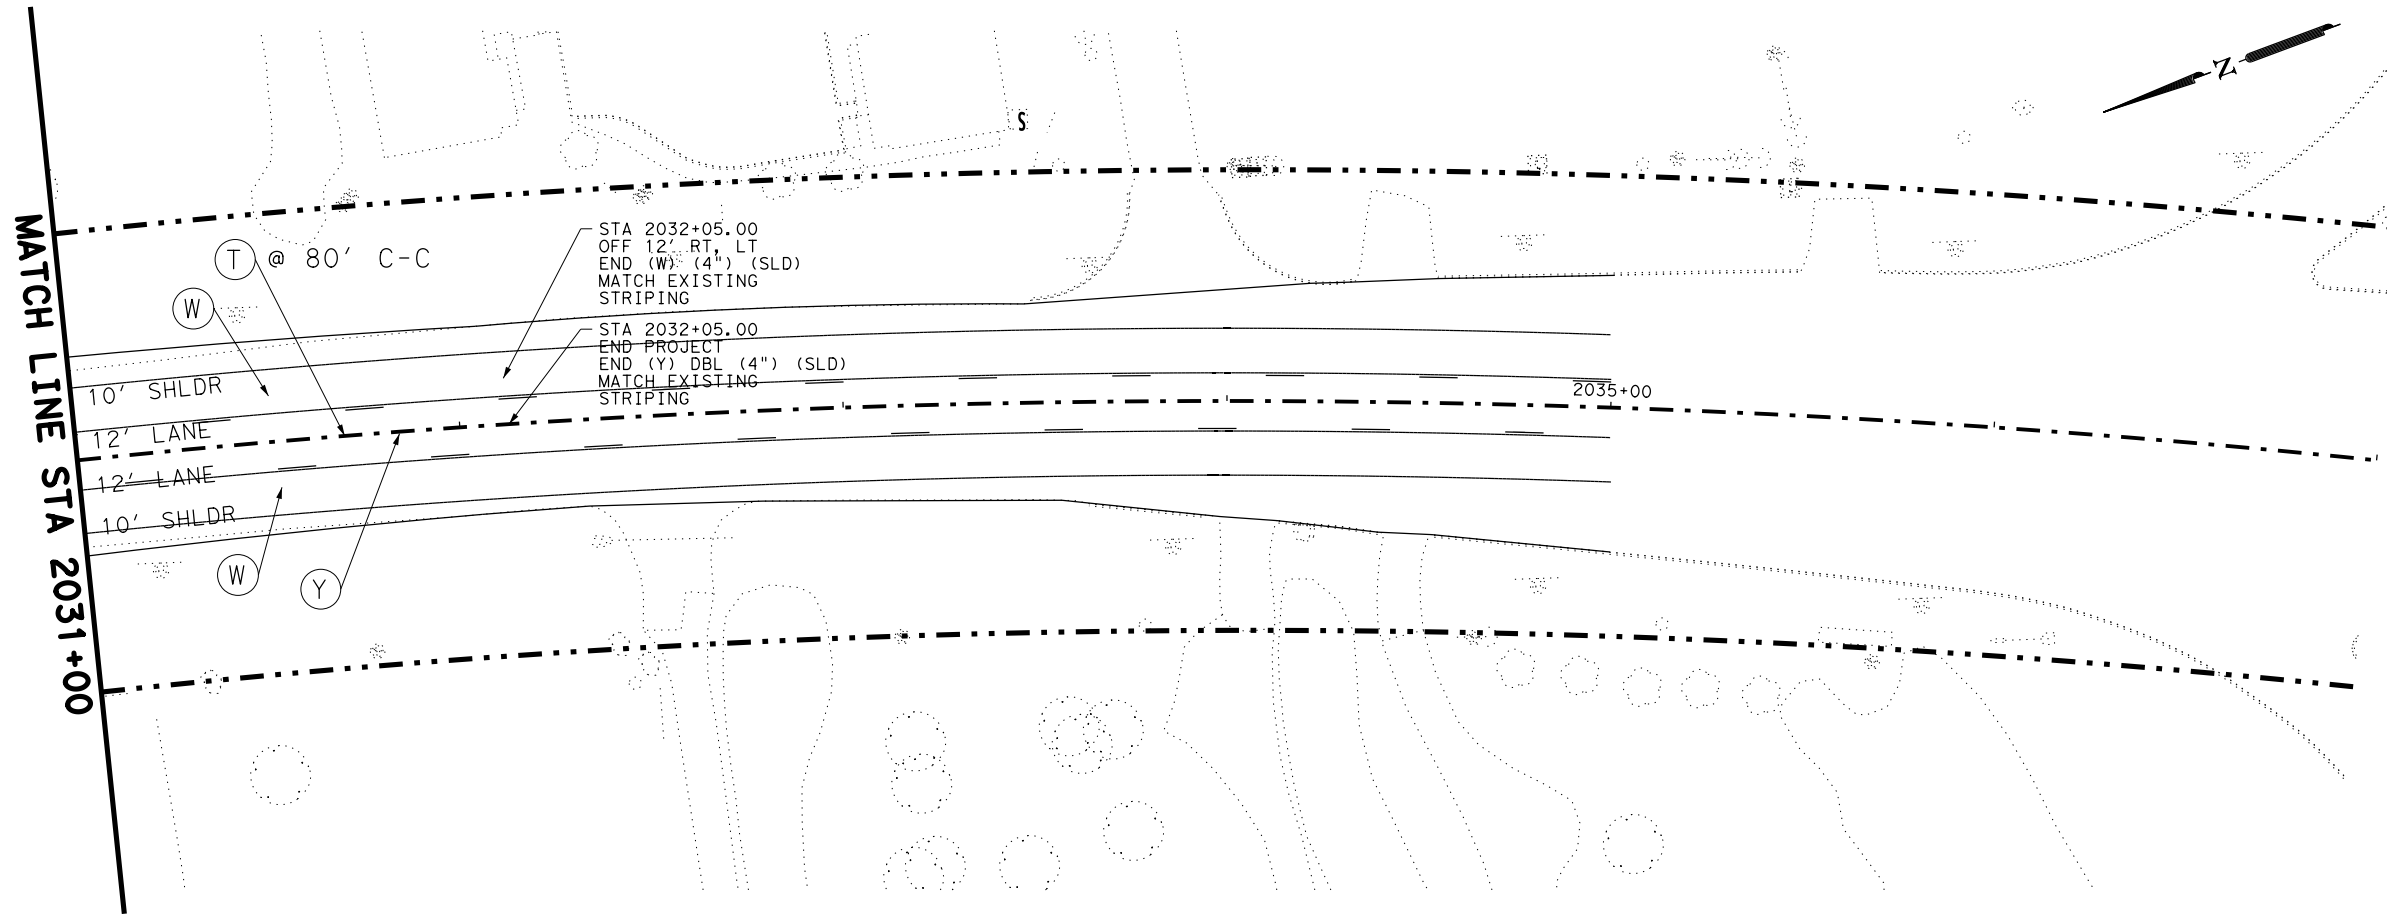 MATCH LINE STA 2031+00
N
S
T @ 80' C-C
W
STA 2032+05.00
OFF 12' RT, LT
END (W) (4") (SLD)
MATCH EXISTING
STRIPING
STA 2032+05.00
END PROJECT
END (Y) DBL (4") (SLD)
MATCH EXISTING
STRIPING
2035+00
10' SHLDR
12' LANE
12' LANE
10' SHLDR
W
Y